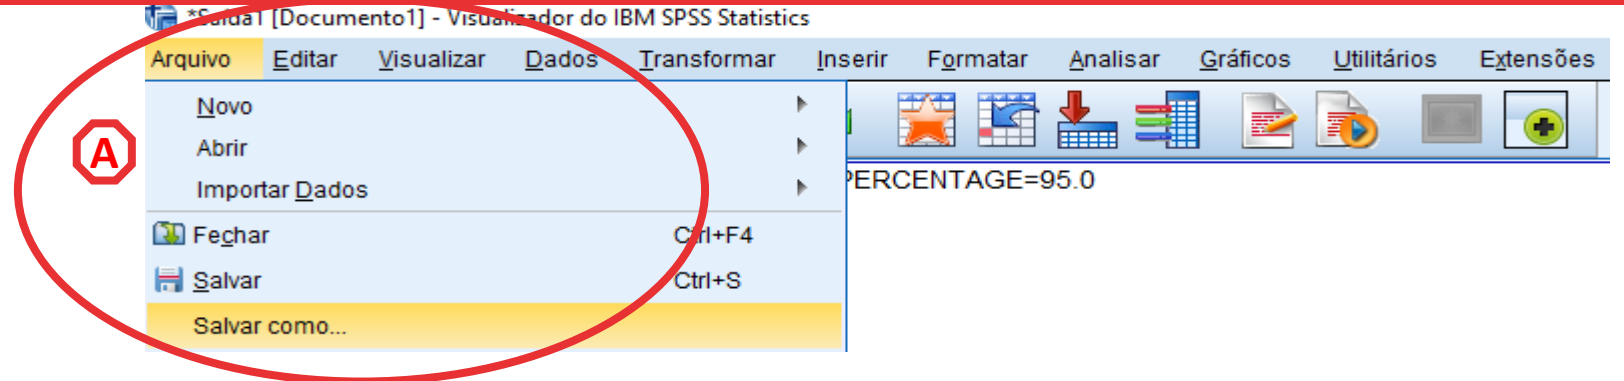 *Saída1 [Documento1] - Visualizador do IBM SPSS Statistics
Arquivo Editar Visualizar Dados Transformar Inserir Formatar Analisar Gráficos Utilitários Extensões
Novo
A
Abrir
PERCENTAGE=95.0
Importar Dados
Fechar Ctrl+F4
Salvar Ctrl+S
Salvar como...